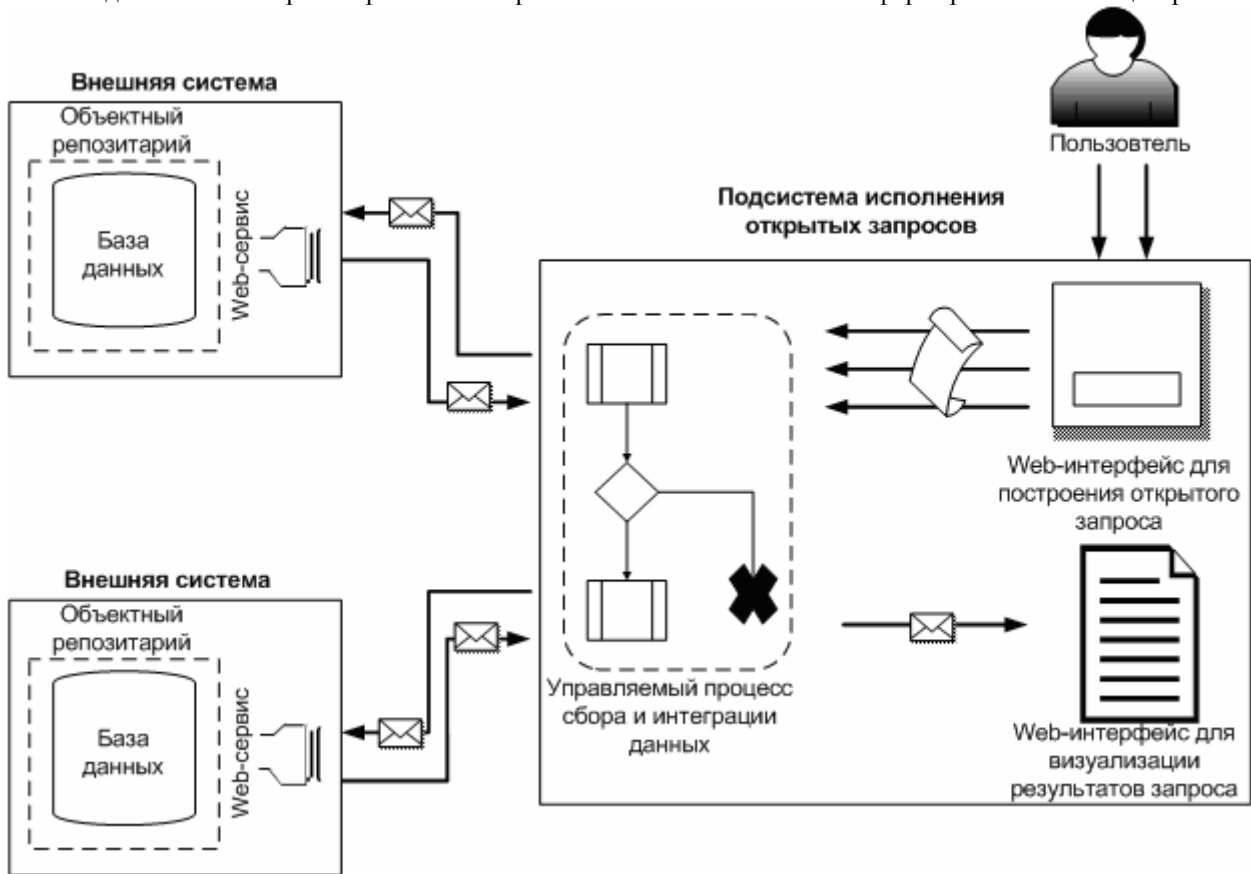 Внешняя система
Объектный
репозитарий
База
данных
Web-сервис
Пользовтель
Подсистема исполнения
открытых запросов
Web-интерфейс для
построения открытого
запроса
Внешняя система
Объектный
репозитарий
База
данных
Web-сервис
Управляемый процесс
сбора и интеграции
данных
Web-интерфейс для
визуализации
результатов запроса